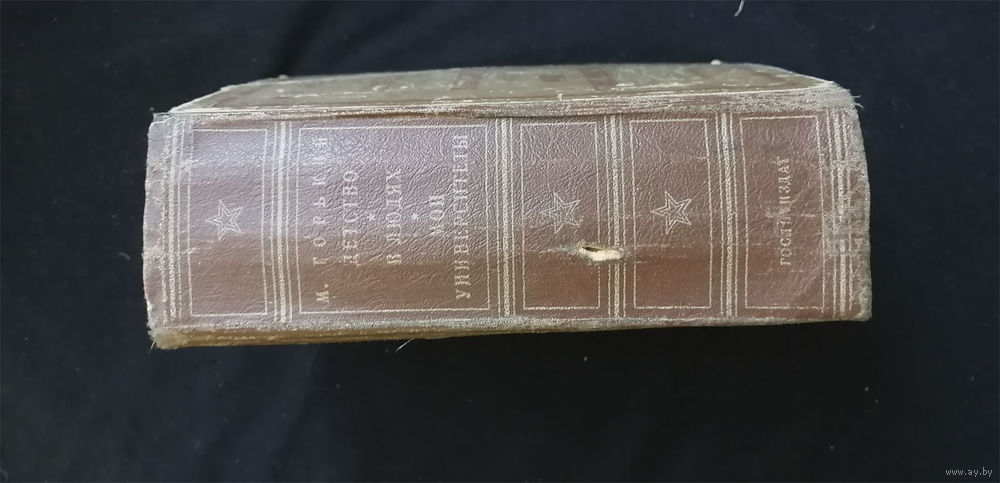 М. ГОРЬКИЙ
ДЕТСТВО
*
В ЛЮДЯХ
*
МОИ
УНИВЕРСИТЕТЫ
ГОСЛИТИЗДАТ
www.ay.by